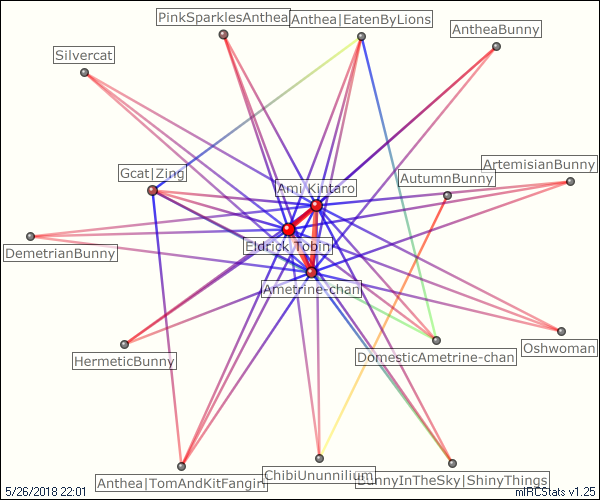 PinkSparklesAnthea
Anthea|EatenByLions
AntheaBunny
Silvercat
ArtemisianBunny
Gcat|Zing
AutumnBunny
Ami Kintaro
Eldrick Tobin
DemetrianBunny
Ametrine-chan
Oshwoman
HermeticBunny
DomesticAmetrine-chan
ChibiUnunnilium
BunnyInTheSky|ShinyThings
Anthea|TomAndKitFangirl
5/26/2018 22:01
mIRCStats v1.25